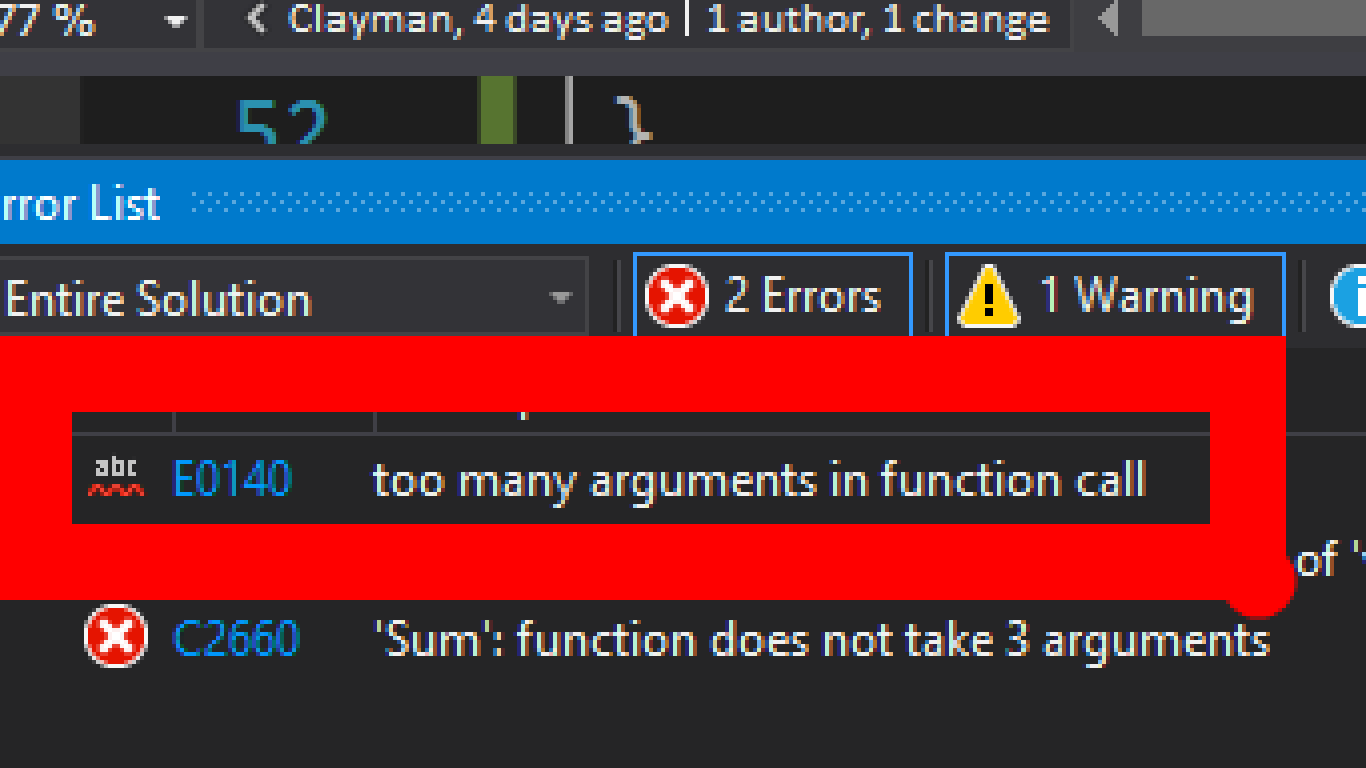 77 % Clayman, 4 days ago | 1 author, 1 change
52 }
rror List
Entire Solution 2 Errors 1 Warning
abc E0140 too many arguments in function call
of '
C2660 'Sum': function does not take 3 arguments